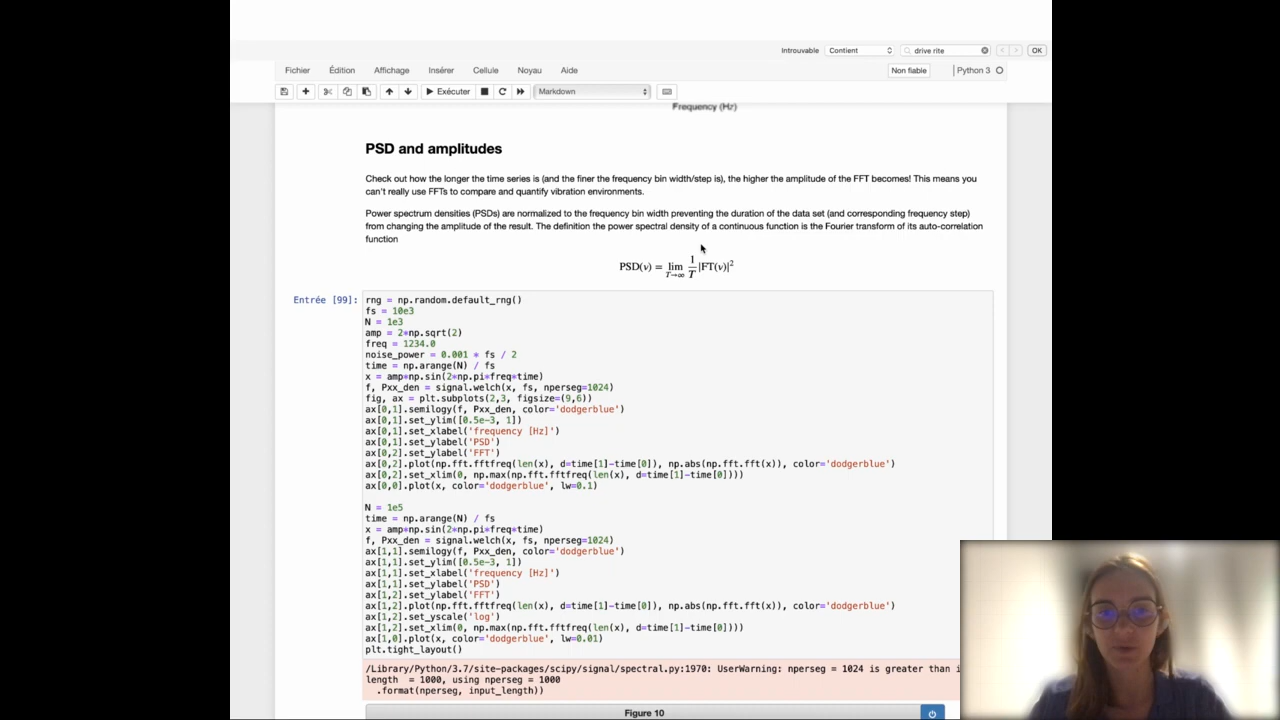 Introuvable Contient drive rite OK
Fichier Édition Affichage Insérer Cellule Noyau Aide Non fiable Python 3
Exécuter Markdown
Frequency (Hz)
PSD and amplitudes
Check out how the longer the time series is (and the finer the frequency bin width/step is), the higher the amplitude of the FFT becomes! This means you
can't really use FFTs to compare and quantify vibration environments.
Power spectrum densities (PSDs) are normalized to the frequency bin width preventing the duration of the data set (and corresponding frequency step)
from changing the amplitude of the result. The definition the power spectral density of a continuous function is the Fourier transform of its auto-correlation
function
PSD(ν) = lim T→∞ 1/T |FT(ν)|²
Entrée [99]: rng = np.random.default_rng()
fs = 10e3
N = 1e3
amp = 2*np.sqrt(2)
freq = 1234.0
noise_power = 0.001 * fs / 2
time = np.arange(N) / fs
x = amp*np.sin(2*np.pi*freq*time)
f, Pxx_den = signal.welch(x, fs, nperseg=1024)
fig, ax = plt.subplots(2,3, figsize=(9,6))
ax[0,1].semilogy(f, Pxx_den, color='dodgerblue')
ax[0,1].set_ylim([0.5e-3, 1])
ax[0,1].set_xlabel('frequency [Hz]')
ax[0,1].set_ylabel('PSD')
ax[0,2].set_ylabel('FFT')
ax[0,2].plot(np.fft.fftfreq(len(x), d=time[1]-time[0]), np.abs(np.fft.fft(x)), color='dodgerblue')
ax[0,2].set_xlim(0, np.max(np.fft.fftfreq(len(x), d=time[1]-time[0])))
ax[0,0].plot(x, color='dodgerblue', lw=0.1)
N = 1e5
time = np.arange(N) / fs
x = amp*np.sin(2*np.pi*freq*time)
f, Pxx_den = signal.welch(x, fs, nperseg=1024)
ax[1,1].semilogy(f, Pxx_den, color='dodgerblue')
ax[1,1].set_ylim([0.5e-3, 1])
ax[1,1].set_xlabel('frequency [Hz]')
ax[1,1].set_ylabel('PSD')
ax[1,2].set_ylabel('FFT')
ax[1,2].plot(np.fft.fftfreq(len(x), d=time[1]-time[0]), np.abs(np.fft.fft(x)), color='dodgerblue')
ax[1,2].set_yscale('log')
ax[1,2].set_xlim(0, np.max(np.fft.fftfreq(len(x), d=time[1]-time[0])))
ax[1,0].plot(x, color='dodgerblue', lw=0.01)
plt.tight_layout()
/Library/Python/3.7/site-packages/scipy/signal/spectral.py:1970: UserWarning: nperseg = 1024 is greater than
length = 1000, using nperseg = 1000
.format(nperseg, input_length))
Figure 10